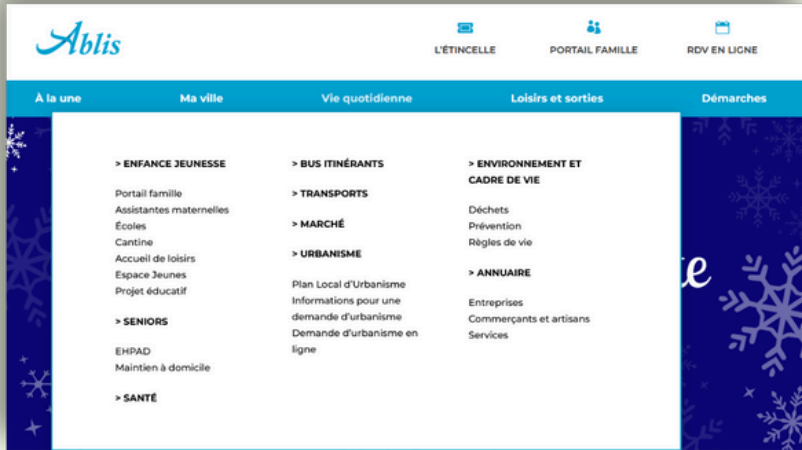 Ablis
L'ÉTINCELLE
PORTAIL FAMILLE
RDV EN LIGNE
À la une
Ma ville
Vie quotidienne
Loisirs et sorties
Démarches
> ENFANCE JEUNESSE
Portail famille
Assistantes maternelles
Écoles
Cantine
Accueil de loisirs
Espace Jeunes
Projet éducatif
> SENIORS
EHPAD
Maintien à domicile
> SANTÉ
> BUS ITINÉRANTS
> TRANSPORTS
> MARCHÉ
> URBANISME
Plan Local d'Urbanisme
Informations pour une
demande d'urbanisme
Demande d'urbanisme en
ligne
> ENVIRONNEMENT ET
CADRE DE VIE
Déchets
Prévention
Règles de vie
> ANNUAIRE
Entreprises
Commerçants et artisans
Services